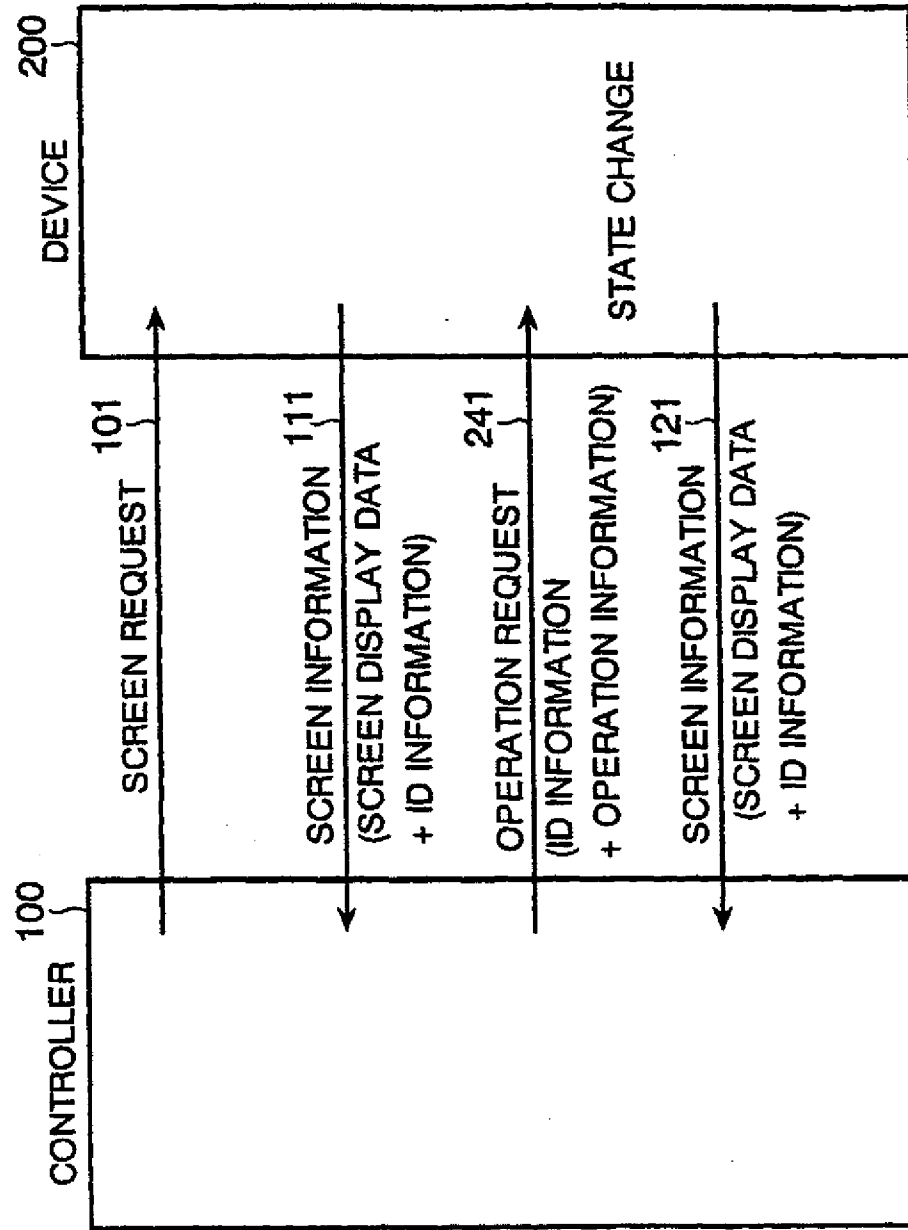 CONTROLLER
100
DEVICE
200
SCREEN REQUEST
101
SCREEN INFORMATION
111
(SCREEN DISPLAY DATA
+ ID INFORMATION)
OPERATION REQUEST
241
(ID INFORMATION
+ OPERATION INFORMATION)
STATE CHANGE
SCREEN INFORMATION
121
(SCREEN DISPLAY DATA
+ ID INFORMATION)